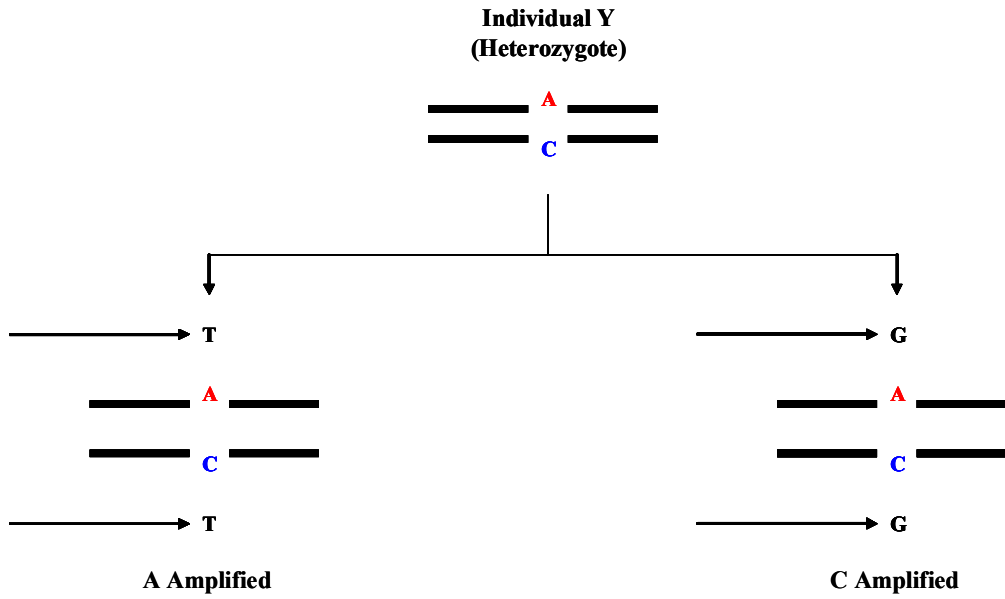 Individual Y
(Heterozygote)
A
C
T G
A A
C C
T G
A Amplified C Amplified